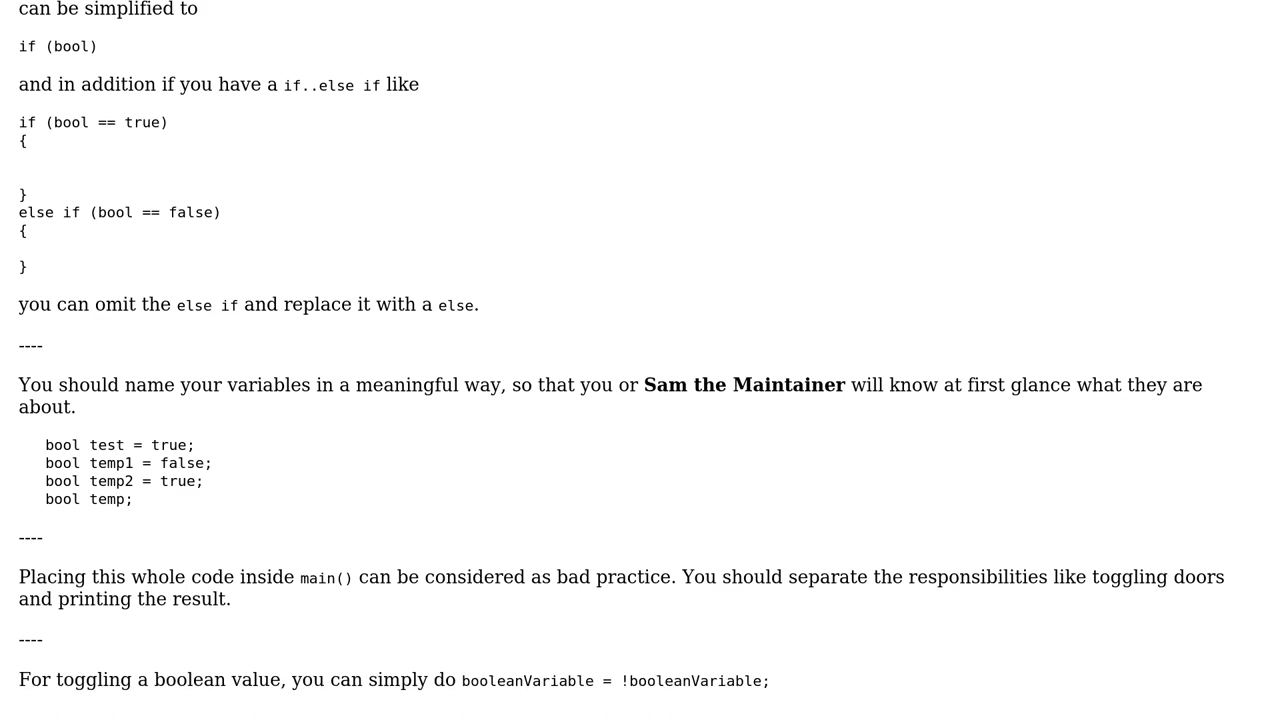 can be simplified to
if (bool)
and in addition if you have a if..else if like
if (bool == true)
{
}
else if (bool == false)
{
}
you can omit the else if and replace it with a else.
----
You should name your variables in a meaningful way, so that you or Sam the Maintainer will know at first glance what they are
about.
bool test = true;
bool temp1 = false;
bool temp2 = true;
bool temp;
----
Placing this whole code inside main() can be considered as bad practice. You should separate the responsibilities like toggling doors
and printing the result.
----
For toggling a boolean value, you can simply do booleanVariable = !booleanVariable;